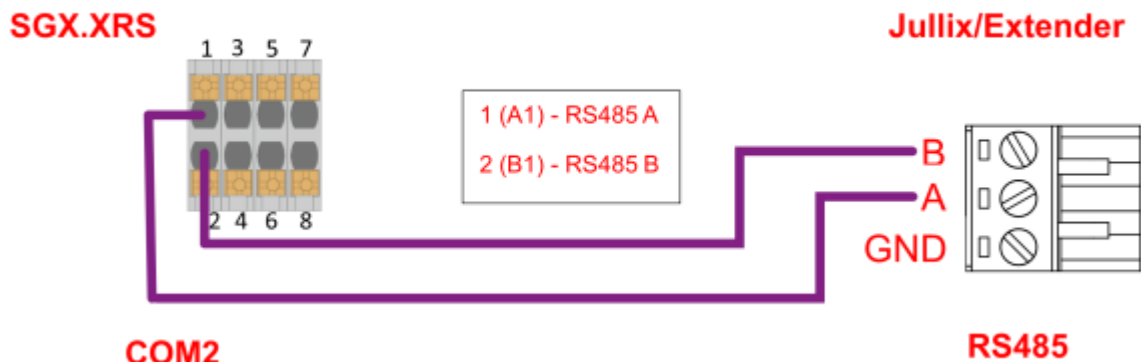 SGX.XRS
Jullix/Extender
1 3 5 7
1 (A1) - RS485 A
2 (B1) - RS485 B
B
A
GND
2 4 6 8
COM2
RS485